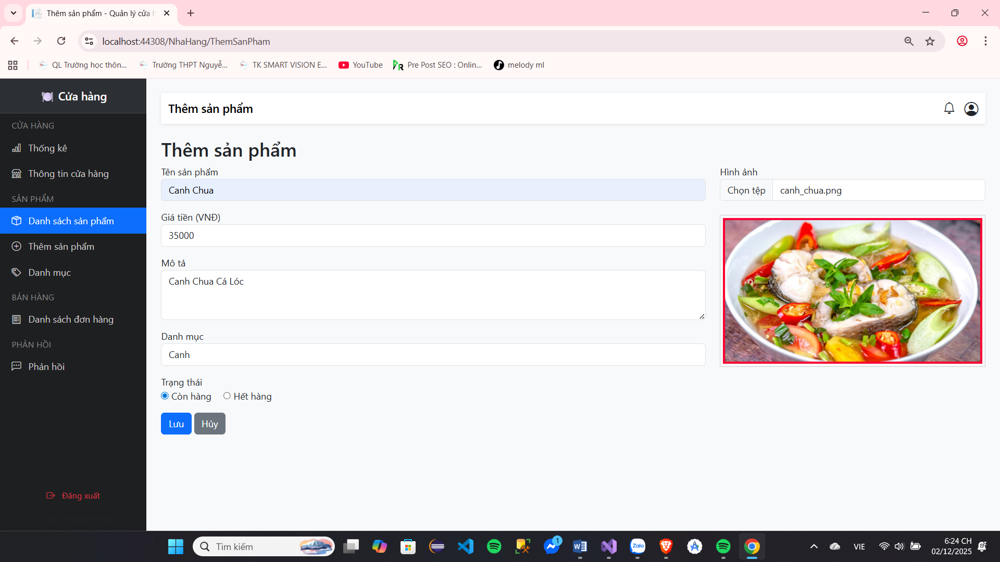 Thêm sản phẩm - Quản lý cửa h
localhost:44308/NhaHang/ThemSanPham
QL Trường học thôn...
Trường THPT Nguyễ...
TK SMART VISION E...
YouTube
Pre Post SEO : Onlin...
melody ml
Cửa hàng
CỬA HÀNG
Thống kê
Thông tin cửa hàng
SẢN PHẨM
Danh sách sản phẩm
Thêm sản phẩm
Danh mục
BÁN HÀNG
Danh sách đơn hàng
PHẢN HỒI
Phản hồi
Đăng xuất
Thêm sản phẩm
Thêm sản phẩm
Tên sản phẩm
Canh Chua
Giá tiền (VNĐ)
35000
Mô tả
Canh Chua Cá Lóc
Danh mục
Canh
Trạng thái
Còn hàng
Hết hàng
Lưu
Hủy
Hình ảnh
Chọn tệp
canh_chua.png
Tìm kiếm
1
Zalo
VIE
6:24 CH
02/12/2025